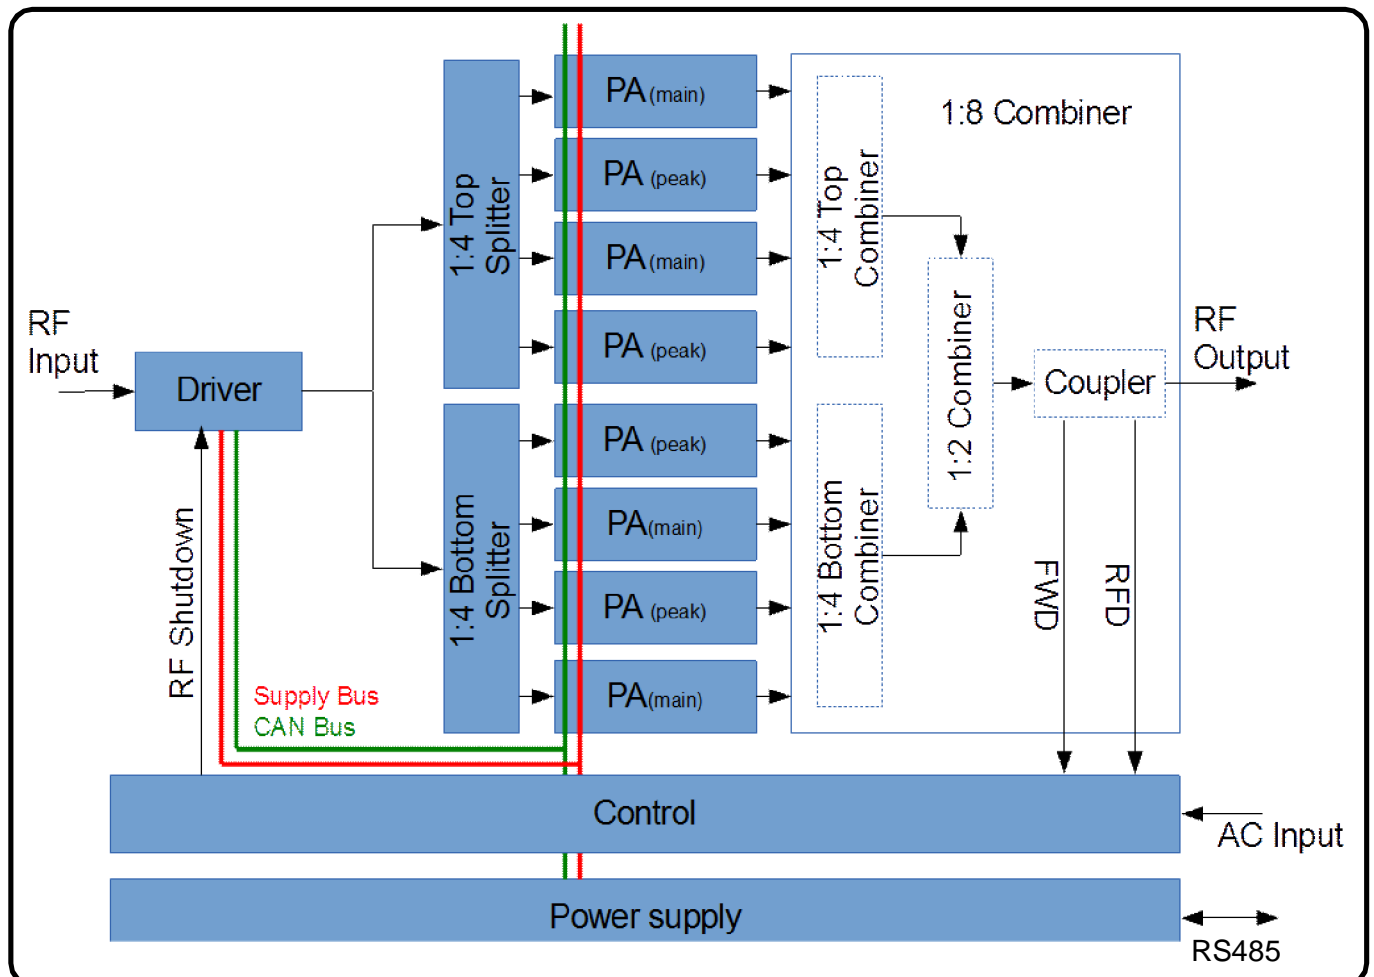 PA (main)
1:8 Combiner
PA (peak)
1:4 Top
Splitter
1:4 Top
Combiner
PA (main)
RF
Input
PA (peak)
RF
Output
Driver
1:2 Combiner
Coupler
PA (peak)
1:4 Bottom
Splitter
PA(main)
1:4 Bottom
Combiner
RF Shutdown
FWD
RFD
PA (peak)
Supply Bus
CAN Bus
PA(main)
Control
AC Input
Power supply
RS485